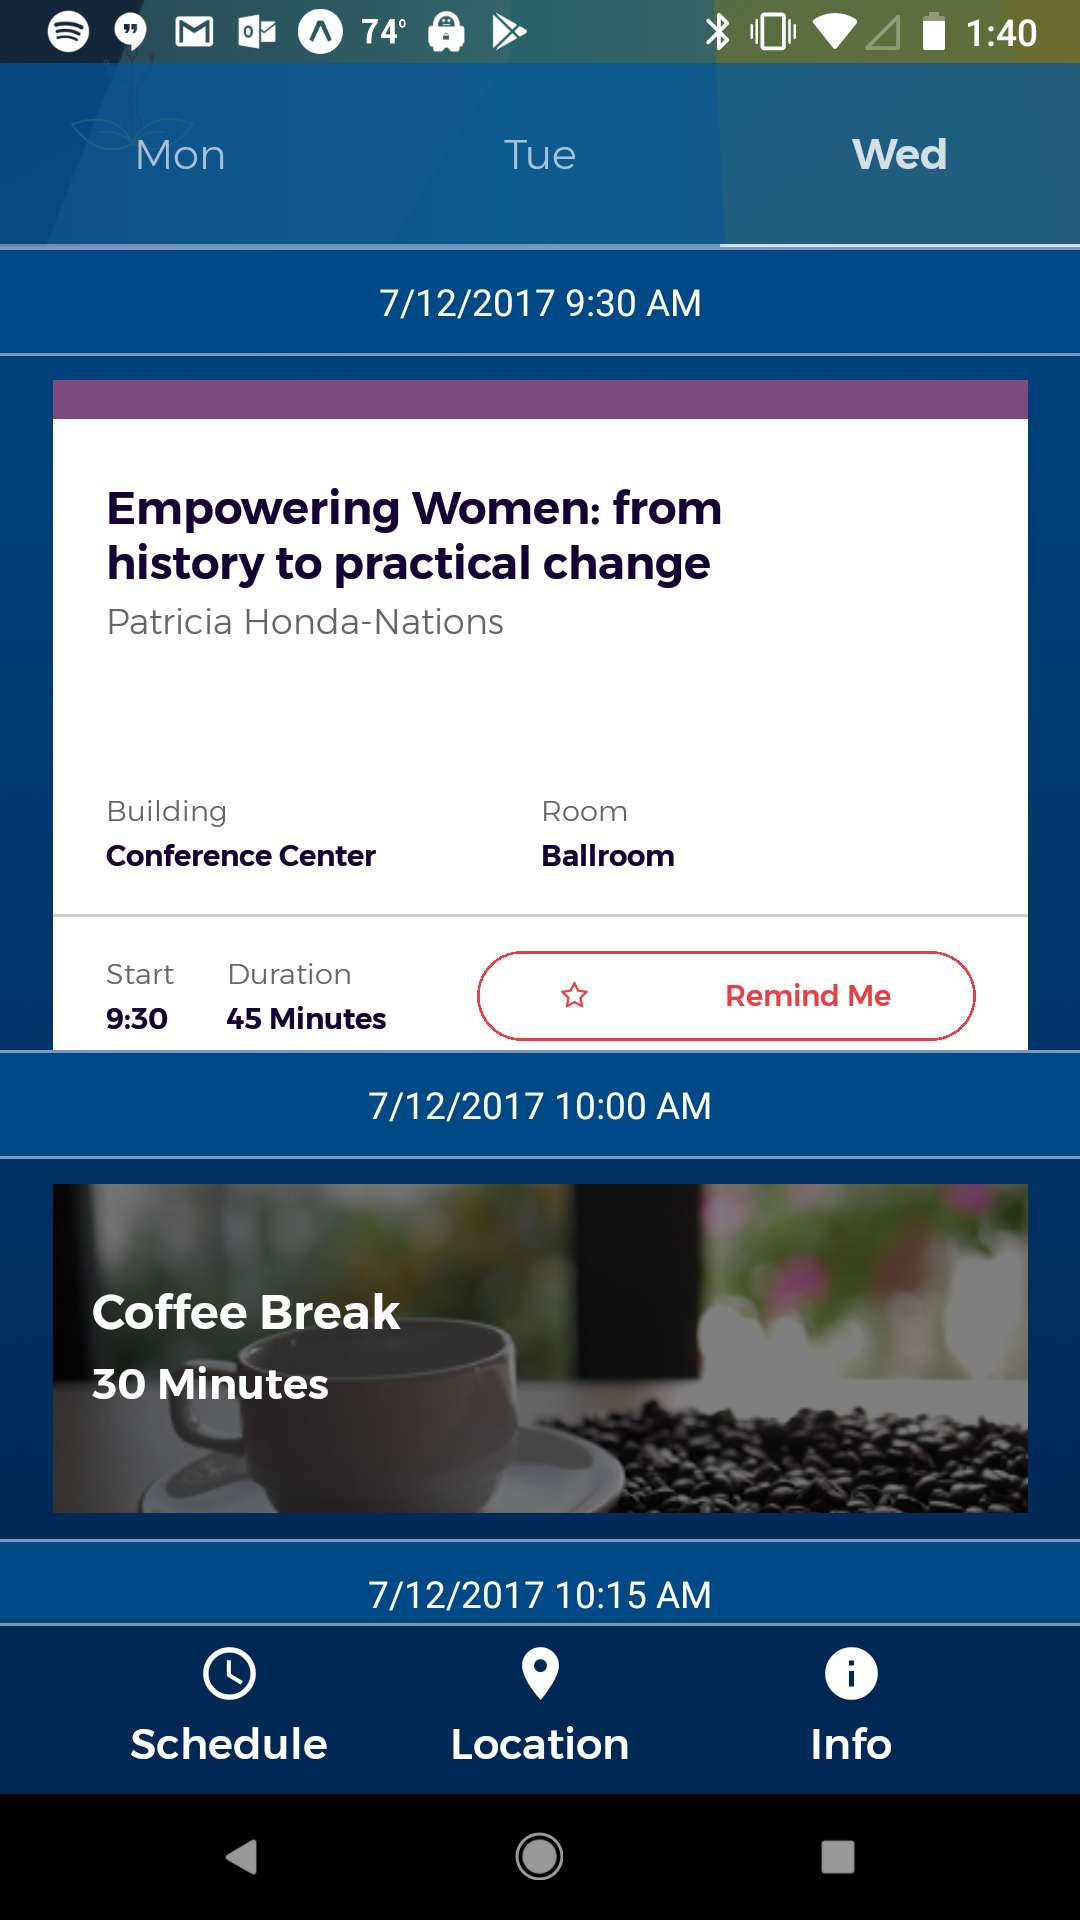 74° 1:40
Mon Tue Wed
7/12/2017 9:30 AM
Empowering Women: from
history to practical change
Patricia Honda-Nations
Building Room
Conference Center Ballroom
Start Duration
Remind Me
9:30 45 Minutes
7/12/2017 10:00 AM
Coffee Break
30 Minutes
7/12/2017 10:15 AM
Schedule Location Info